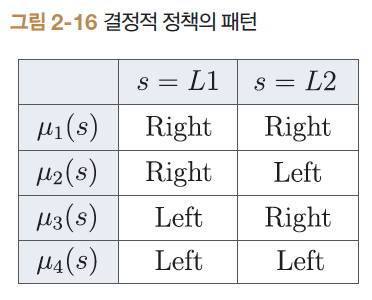 그림 2-16 결정적 정책의 패턴
s = L1 s = L2
μ₁(s) Right Right
μ₂(s) Right Left
μ₃(s) Left Right
μ₄(s) Left Left